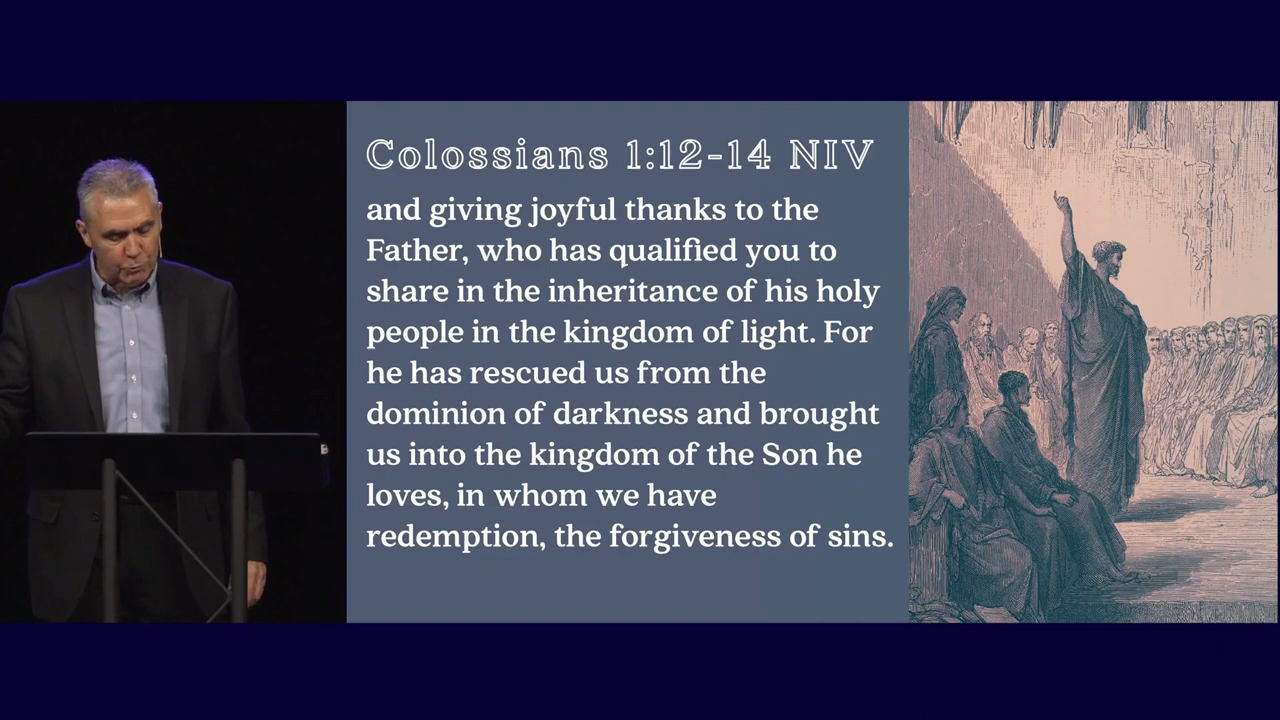 Colossians 1:12-14 NIV
and giving joyful thanks to the
Father, who has qualified you to
share in the inheritance of his holy
people in the kingdom of light. For
he has rescued us from the
dominion of darkness and brought
us into the kingdom of the Son he
loves, in whom we have
redemption, the forgiveness of sins.